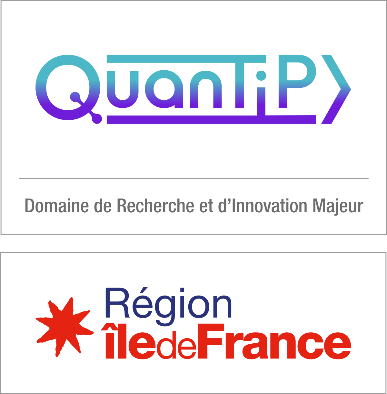 QuanTiP
Domaine de Recherche et d'Innovation Majeur
Région
îledeFrance